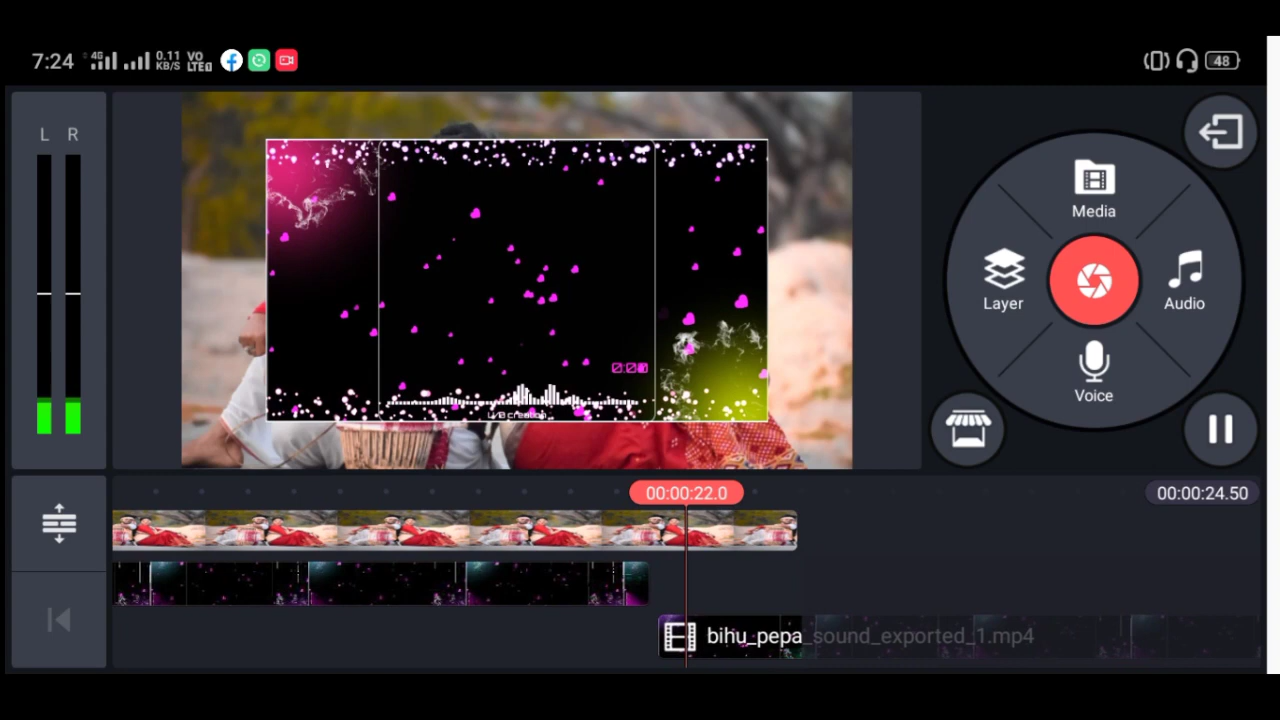 7:24 4G 0.11 KB/S VO LTE 48
L R
Media
Layer
Audio
Voice
00:00:22.0
00:00:24.50
bihu_pepa_sound_exported_1.mp4